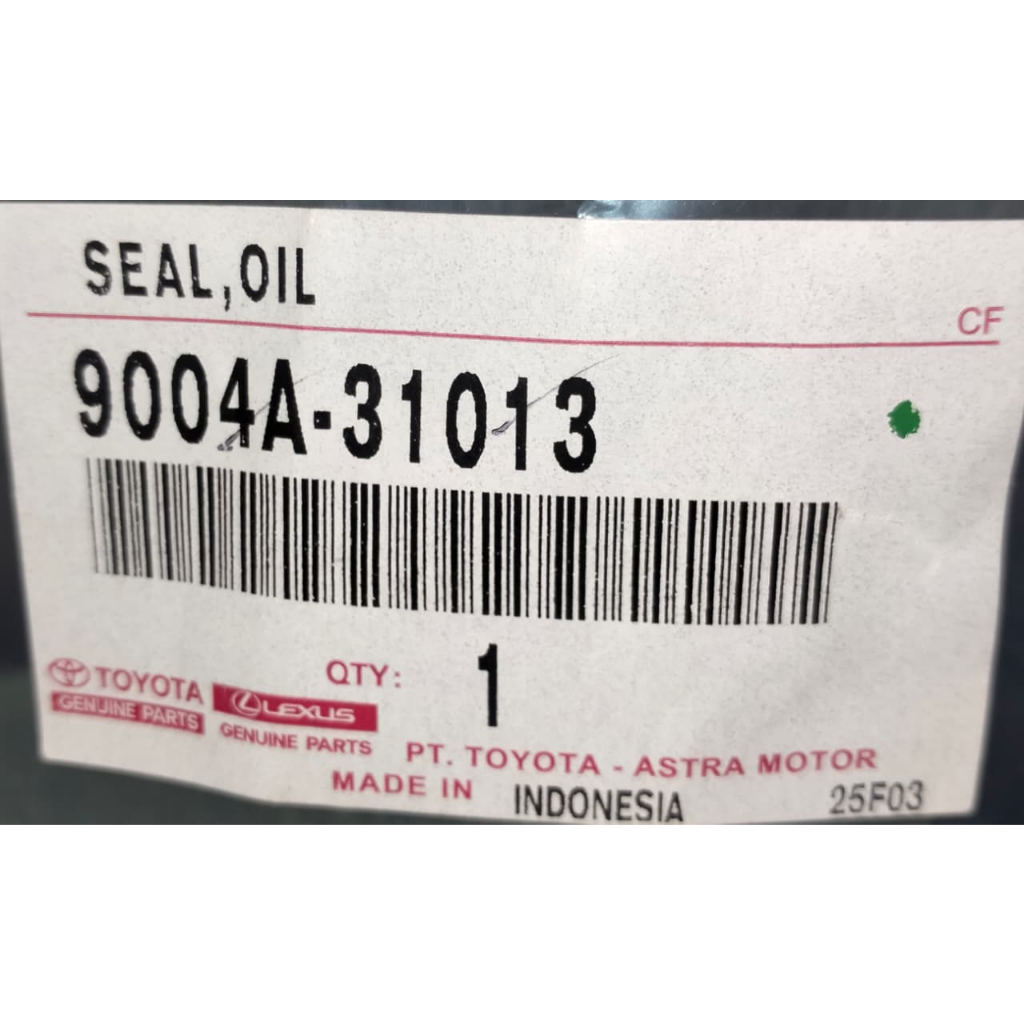 SEAL,OIL
CF
9004A-31013
QTY: 1
TOYOTA
GENUINE PARTS
LEXUS
GENUINE PARTS
PT. TOYOTA - ASTRA MOTOR
MADE IN INDONESIA
25F03